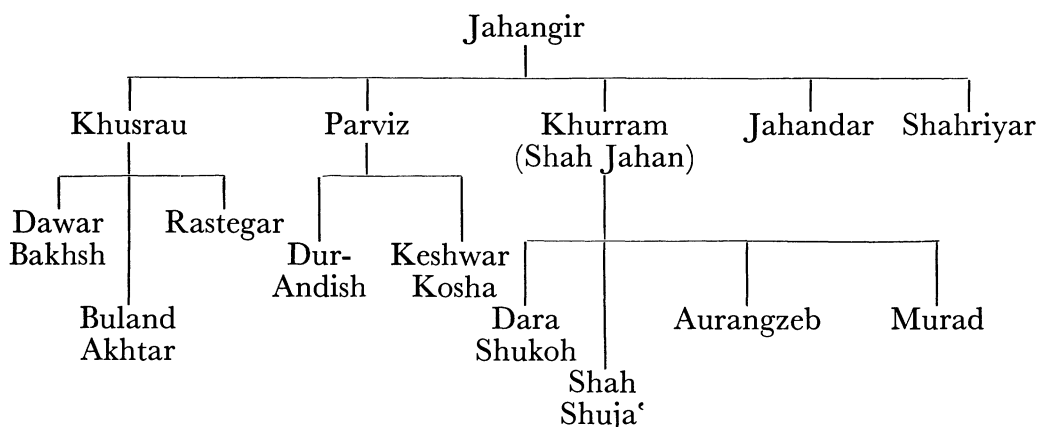 Jahangir
Khusrau
Parviz
Khurram
(Shah Jahan)
Jahandar
Shahriyar
Dawar
Bakhsh
Rastegar
Buland
Akhtar
Dur-
Andish
Keshwar
Kosha
Dara
Shukoh
Shah
Shujaʿ
Aurangzeb
Murad